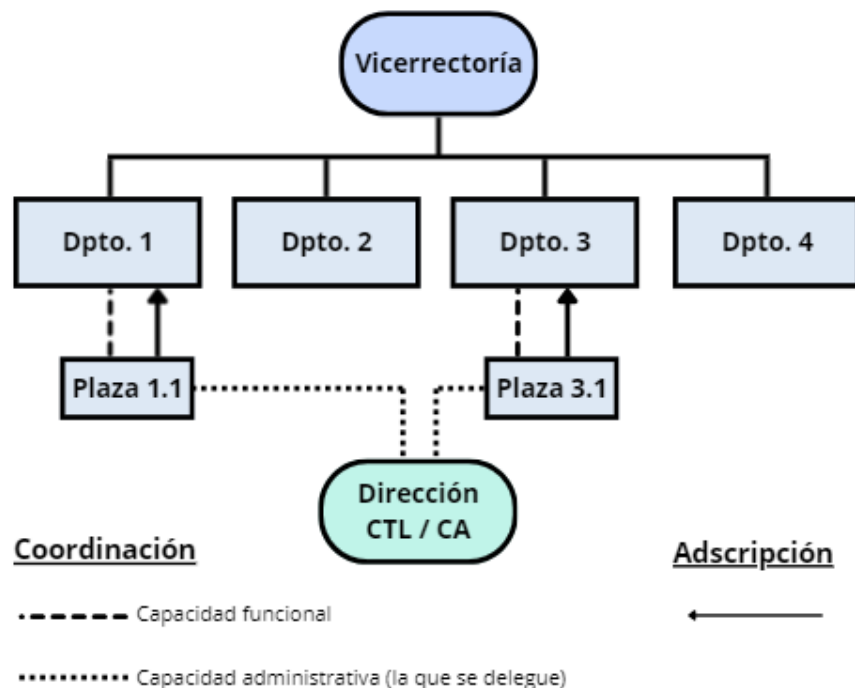 Vicerrectoría
Dpto. 1
Dpto. 2
Dpto. 3
Dpto. 4
Plaza 1.1
Plaza 3.1
Dirección
CTL / CA
Coordinación
Adscripción
Capacidad funcional
Capacidad administrativa (la que se delegue)